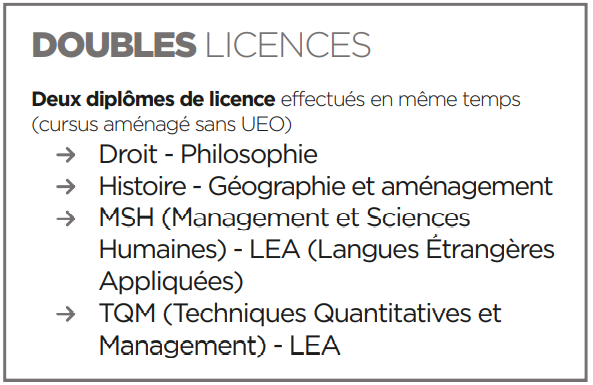 DOUBLES LICENCES
Deux diplômes de licence effectués en même temps
(cursus aménagé sans UEO)
→ Droit - Philosophie
→ Histoire - Géographie et aménagement
→ MSH (Management et Sciences
Humaines) - LEA (Langues Étrangères
Appliquées)
→ TQM (Techniques Quantitatives et
Management) - LEA